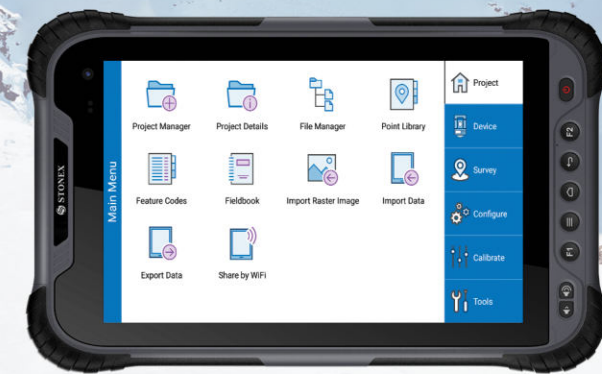 STONEX
Main Menu
Project Manager
Project Details
File Manager
Point Library
Feature Codes
Fieldbook
Import Raster Image
Import Data
Export Data
Share by WiFi
Project
Device
Survey
Configure
Calibrate
Tools
F2
F1